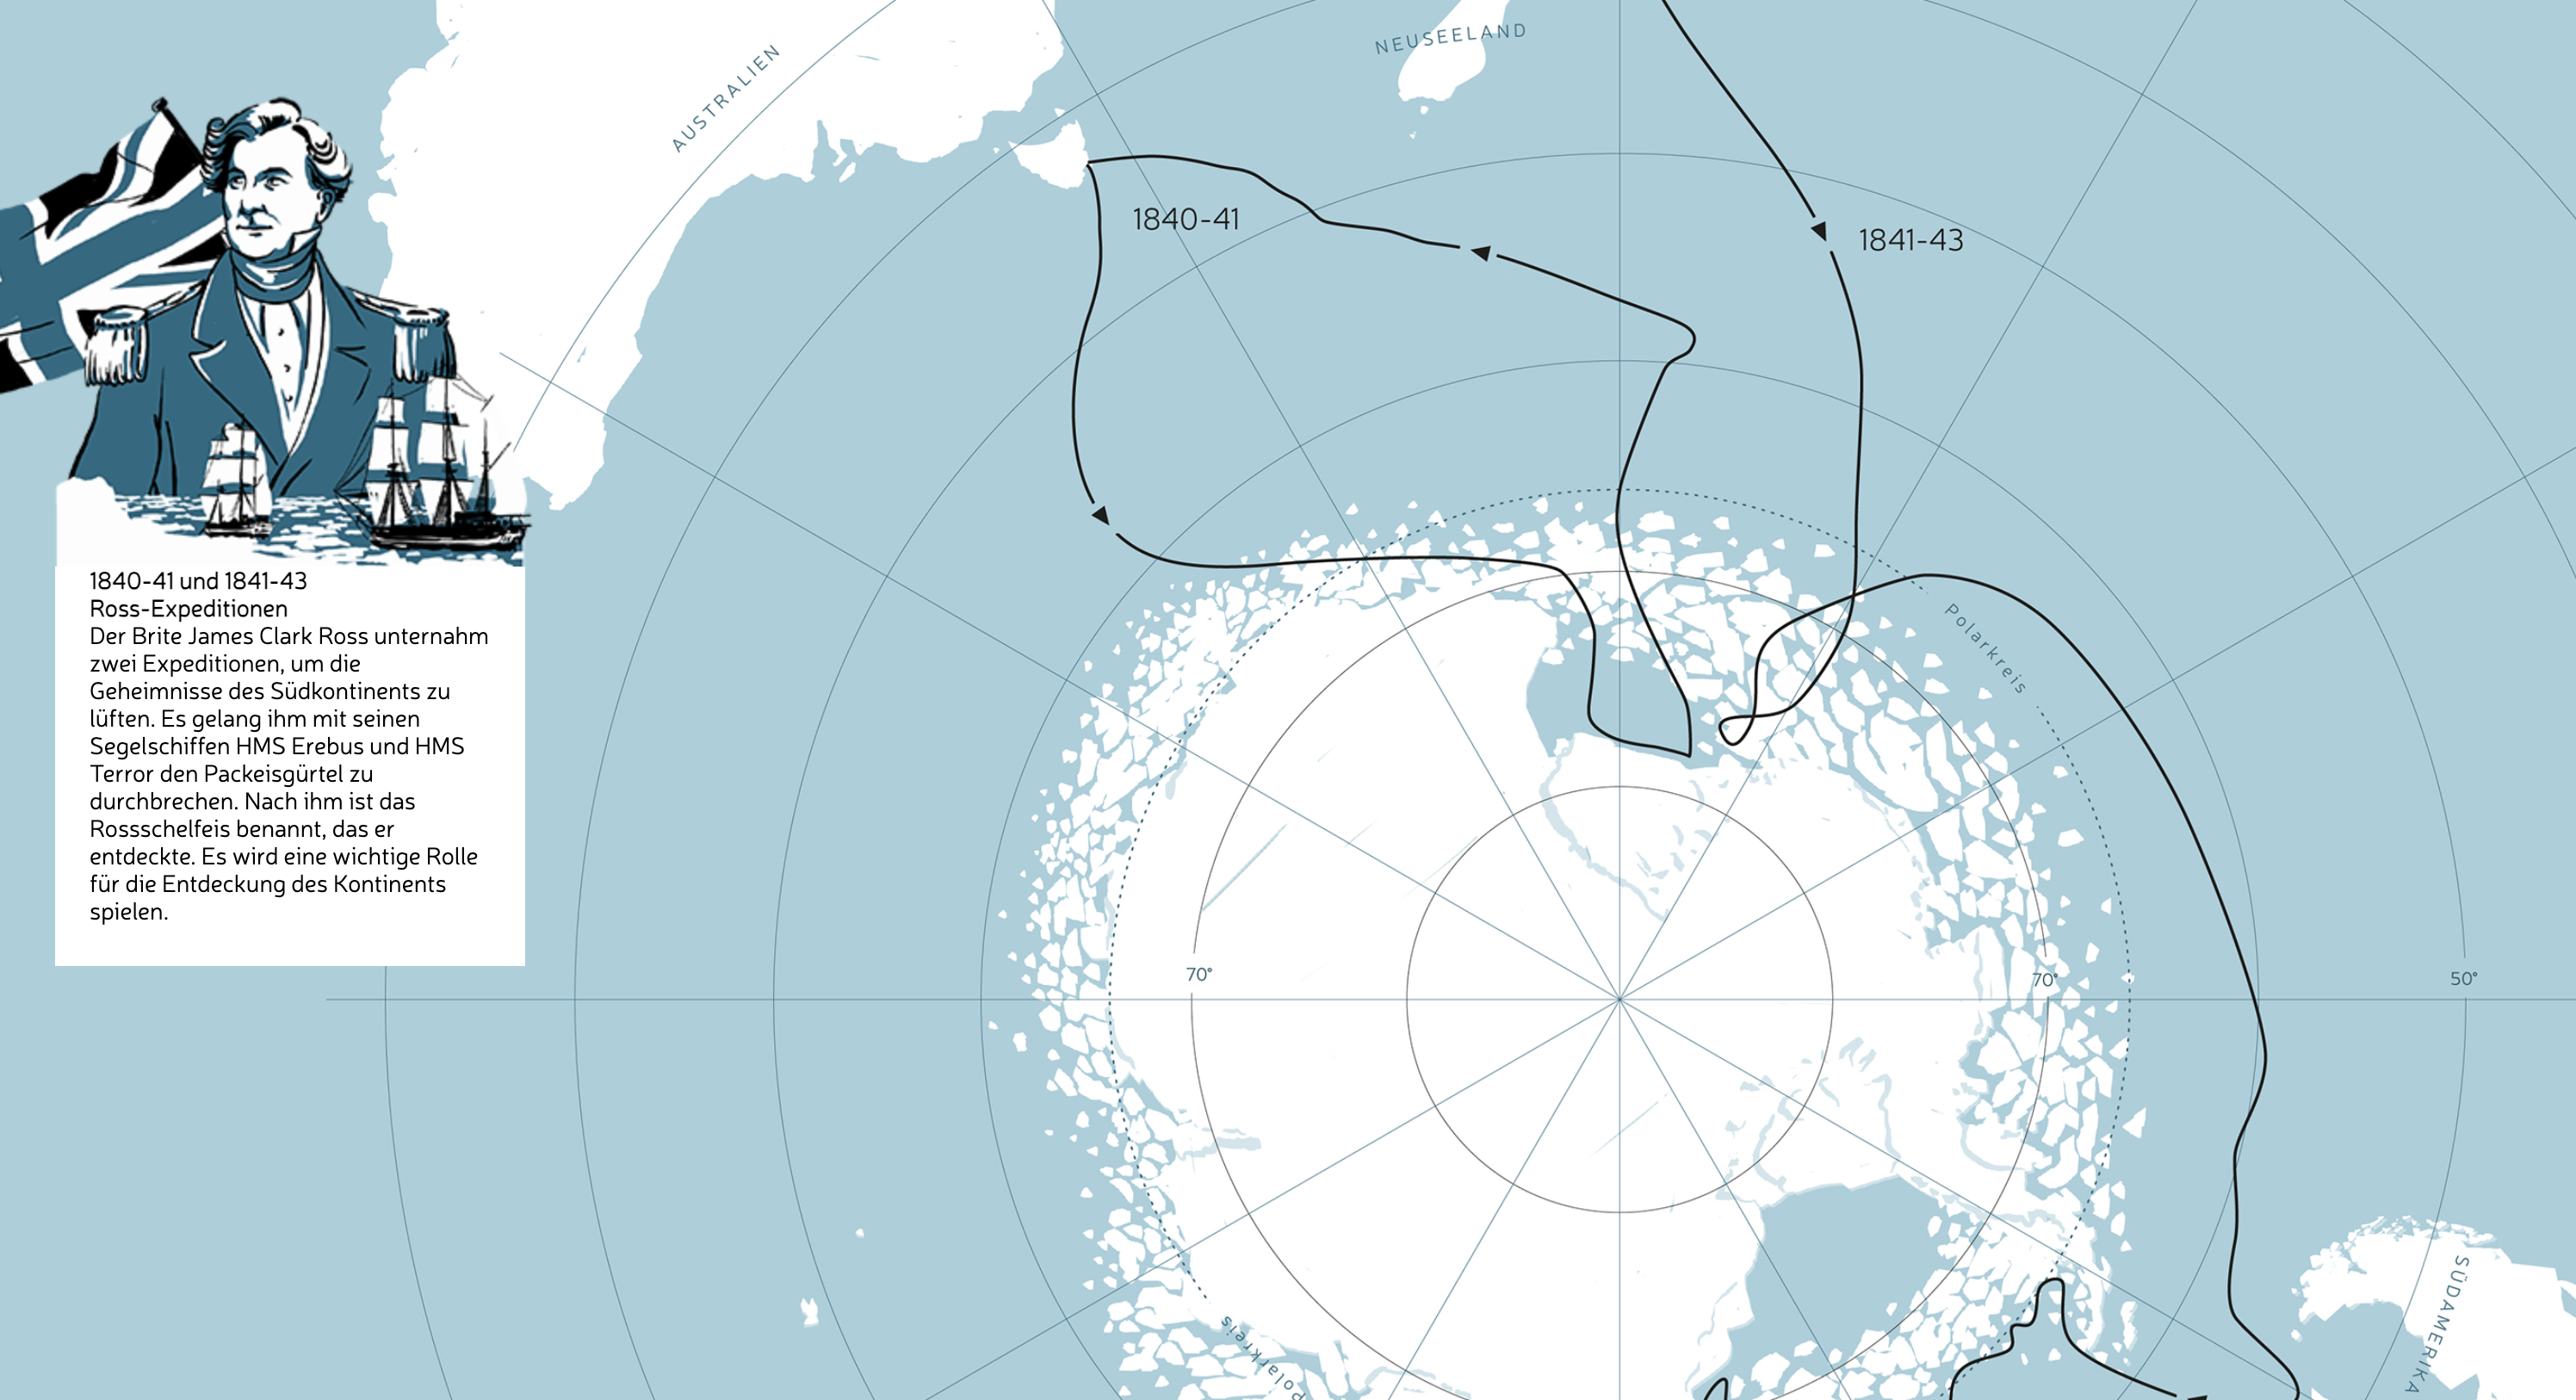 NEUSEELAND
AUSTRALIEN
1840-41
1841-43
1840-41 und 1841-43
Ross-Expeditionen
Der Brite James Clark Ross unternahm
zwei Expeditionen, um die
Geheimnisse des Südkontinents zu
lüften. Es gelang ihm mit seinen
Segelschiffen HMS Erebus und HMS
Terror den Packeisgürtel zu
durchbrechen. Nach ihm ist das
Rossschelfeis benannt, das er
entdeckte. Es wird eine wichtige Rolle
für die Entdeckung des Kontinents
spielen.
Polarkreis
70°
70°
50°
Polarkreis
SÜDAMERIKA